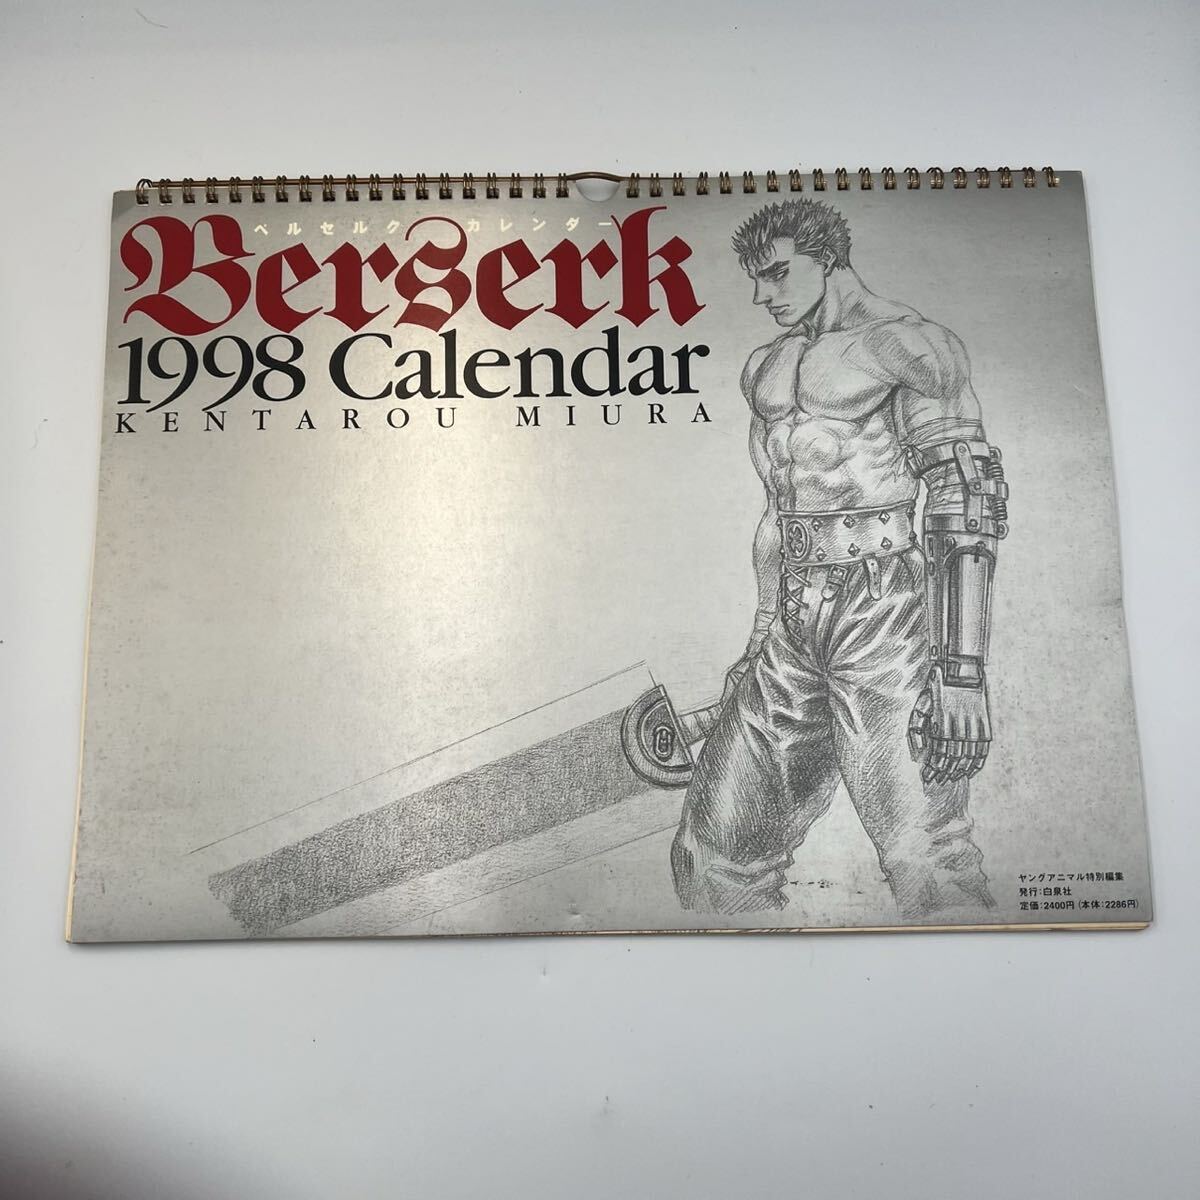 ベルセルク カレンダー
Berserk
1998 Calendar
KENTAROU MIURA
ヤングアニマル特別編集
発行:白泉社
定価:2400円(本体:2286円)